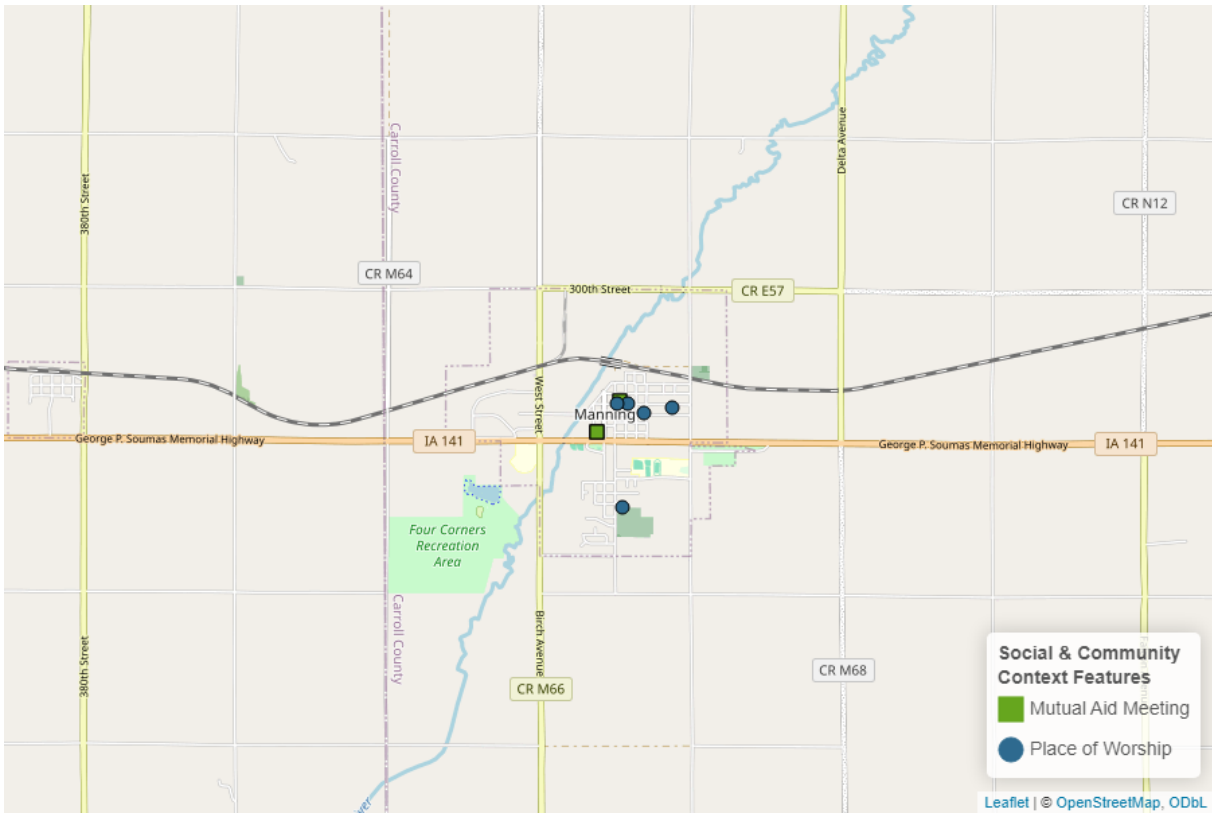 Carroll County
380th Street
Delta Avenue
CR N12
CR M64
300th Street
CR E57
West Street
Manning
George P. Soumas Memorial Highway
IA 141
George P. Soumas Memorial Highway
IA 141
Four Corners
Recreation
Area
Carroll County
380th Street
Birch Avenue
CR M66
CR M68
Social & Community
Context Features
Mutual Aid Meeting
Place of Worship
Leaflet | © OpenStreetMap, ODbL